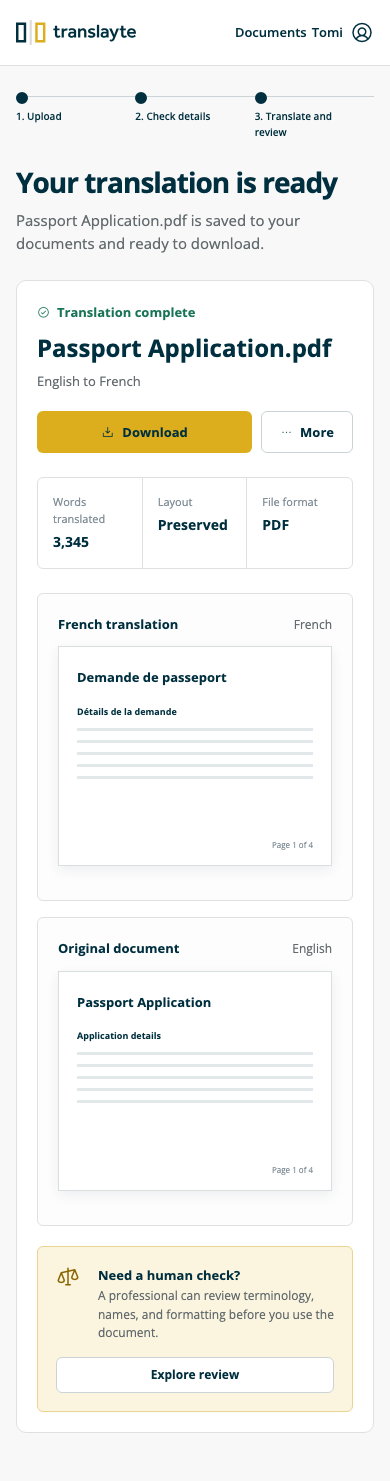 translayte
Documents Tomi
1. Upload
2. Check details
3. Translate and
review
Your translation is ready
Passport Application.pdf is saved to your
documents and ready to download.
Translation complete
Passport Application.pdf
English to French
Download
··· More
Words
translated
3,345
Layout
Preserved
File format
PDF
French translation
French
Demande de passeport
Détails de la demande
Page 1 of 4
Original document
English
Passport Application
Application details
Page 1 of 4
Need a human check?
A professional can review terminology,
names, and formatting before you use the
document.
Explore review